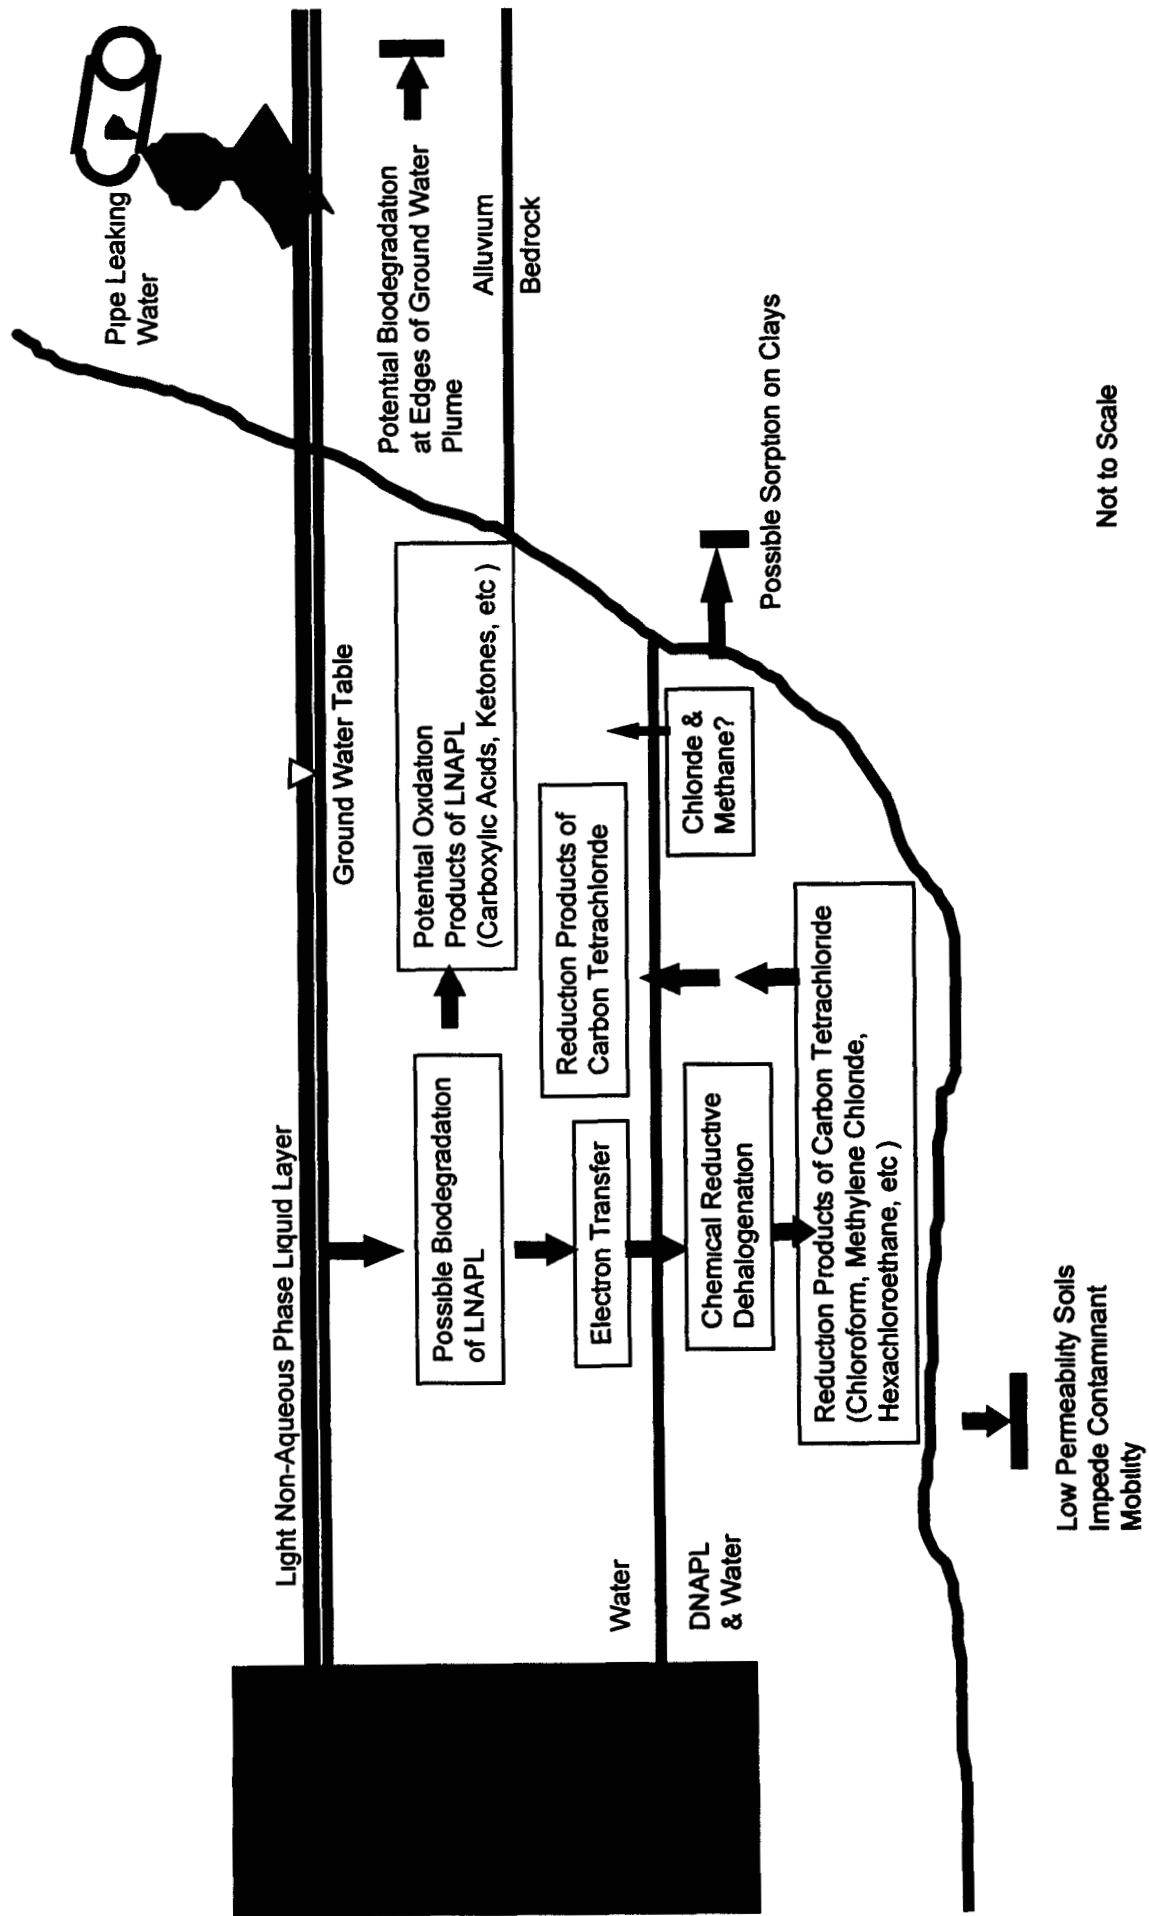 Pipe Leaking
Water
Light Non-Aqueous Phase Liquid Layer
Ground Water Table
Potential Biodegradation
at Edges of Ground Water
Plume
Possible Biodegradation
of LNAPL
Potential Oxidation
Products of LNAPL
(Carboxylic Acids, Ketones, etc )
Alluvium
Bedrock
Electron Transfer
Reduction Products of
Carbon Tetrachloride
Water
DNAPL
& Water
Chemical Reductive
Dehalogenation
Chloride &
Methane?
Possible Sorption on Clays
Reduction Products of Carbon Tetrachloride
(Chloroform, Methylene Chloride,
Hexachloroethane, etc )
Low Permeability Soils
Impede Contaminant
Mobility
Not to Scale